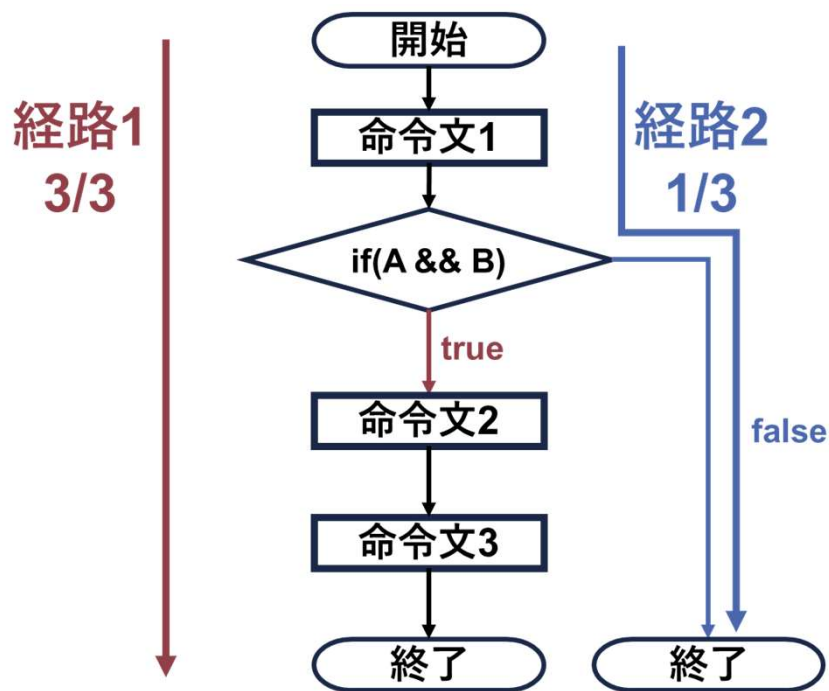 開始
経路1
3/3
命令文1
経路2
1/3
if(A && B)
true
命令文2
false
命令文3
終了
終了